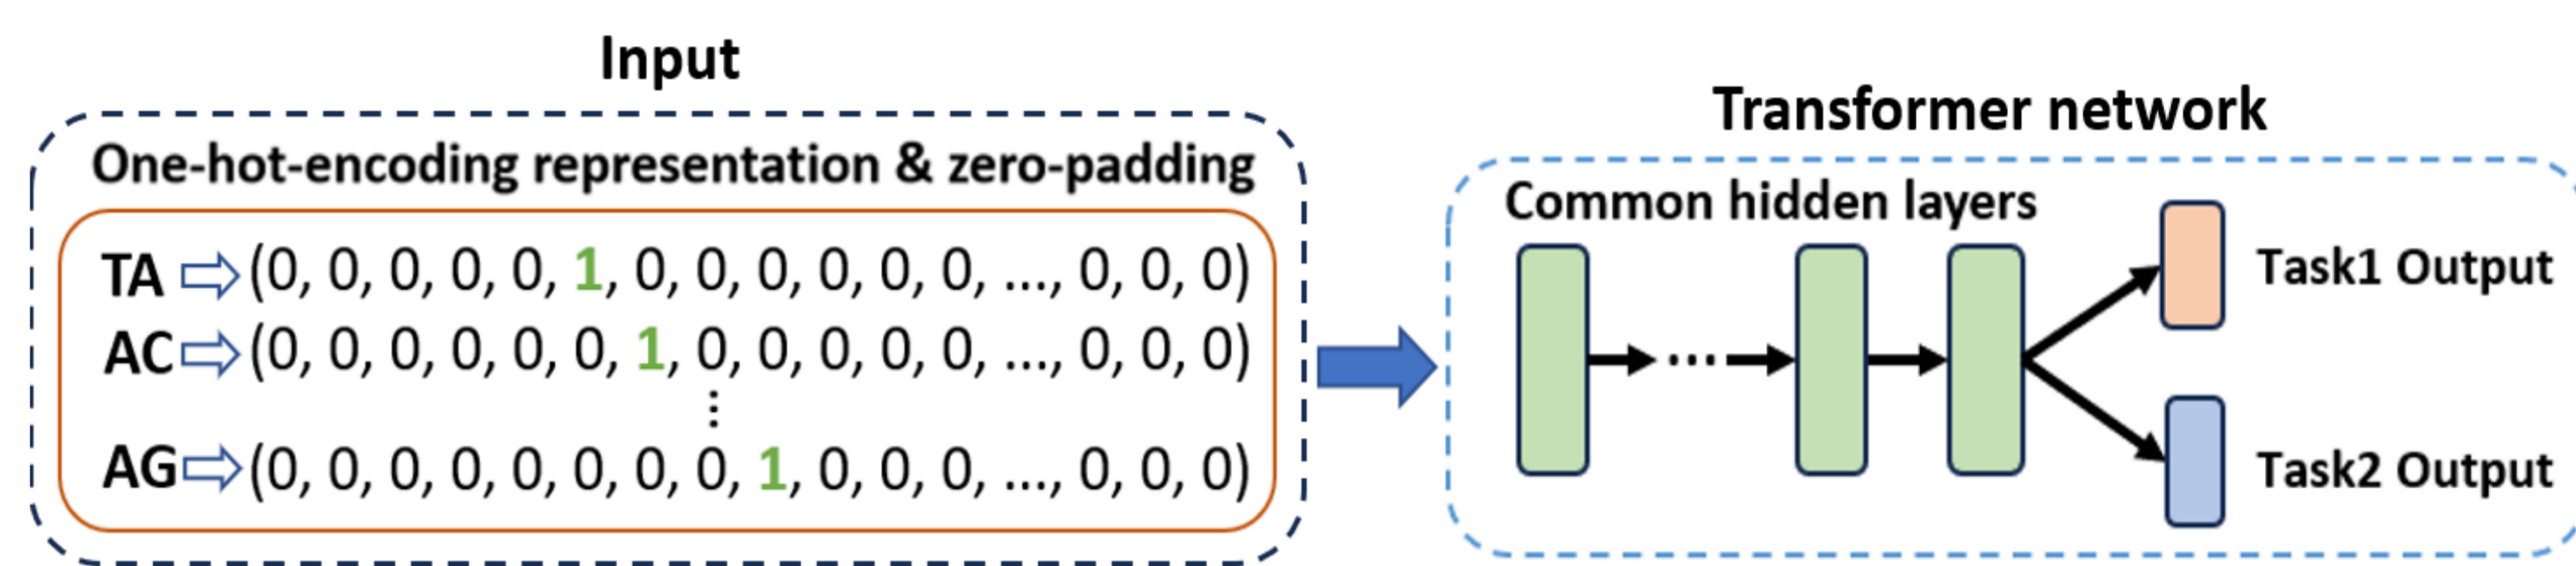 Input
One-hot-encoding representation & zero-padding
TA (0, 0, 0, 0, 0, 1, 0, 0, 0, 0, 0, 0, ..., 0, 0, 0)
AC (0, 0, 0, 0, 0, 0, 1, 0, 0, 0, 0, 0, ..., 0, 0, 0)
⋮
AG (0, 0, 0, 0, 0, 0, 0, 0, 1, 0, 0, 0, ..., 0, 0, 0)
Transformer network
Common hidden layers
...
Task1 Output
Task2 Output